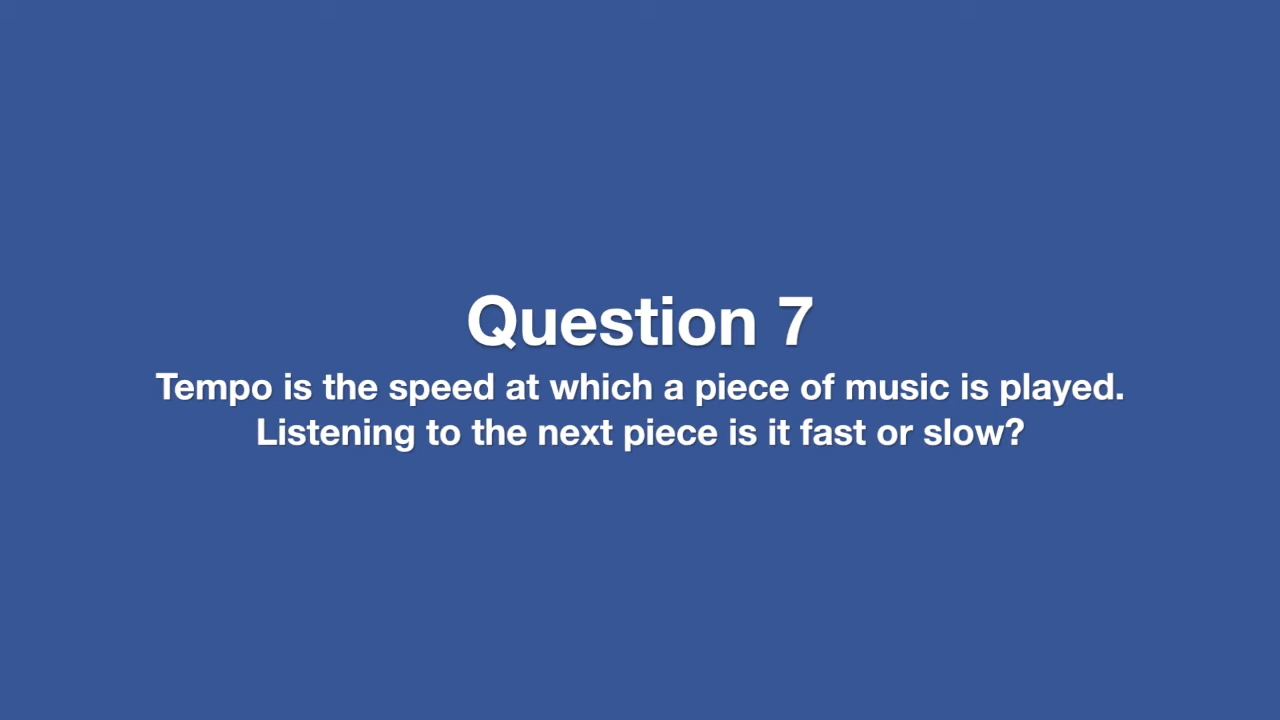 Question 7
Tempo is the speed at which a piece of music is played.
Listening to the next piece is it fast or slow?